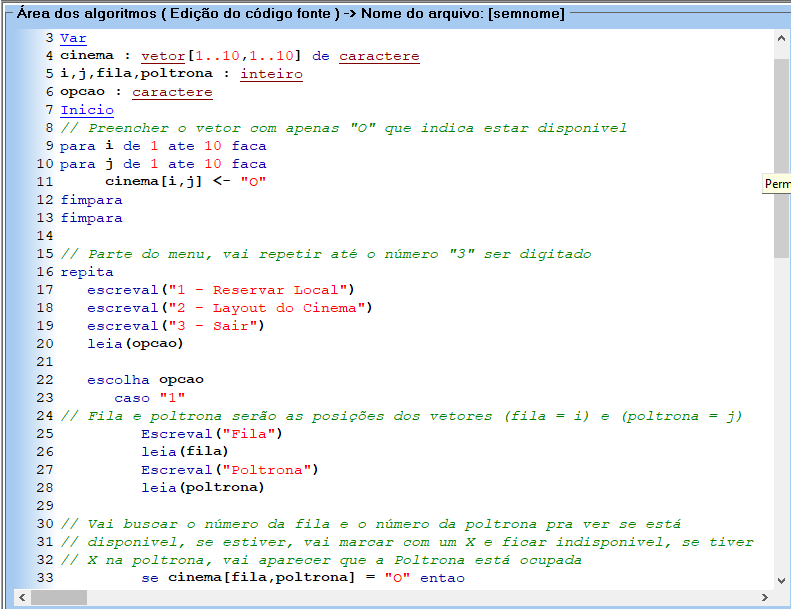 Área dos algoritmos ( Edição do código fonte ) -> Nome do arquivo: [semnome]
3 Var
4 cinema : vetor[1..10,1..10] de caractere
5 i,j,fila,poltrona : inteiro
6 opcao : caractere
7 Inicio
8 // Preencher o vetor com apenas "O" que indica estar disponivel
9 para i de 1 ate 10 faca
10 para j de 1 ate 10 faca
11 cinema[i,j] <- "O"
12 fimpara
13 fimpara
14
15 // Parte do menu, vai repetir até o número "3" ser digitado
16 repita
17 escreval("1 - Reservar Local")
18 escreval("2 - Layout do Cinema")
19 escreval("3 - Sair")
20 leia(opcao)
21
22 escolha opcao
23 caso "1"
24 // Fila e poltrona serão as posições dos vetores (fila = i) e (poltrona = j)
25 Escreval("Fila")
26 leia(fila)
27 Escreval("Poltrona")
28 leia(poltrona)
29
30 // Vai buscar o número da fila e o número da poltrona pra ver se está
31 // disponivel, se estiver, vai marcar com um X e ficar indisponivel, se tiver
32 // X na poltrona, vai aparecer que a Poltrona está ocupada
33 se cinema[fila,poltrona] = "O" entao
Perm